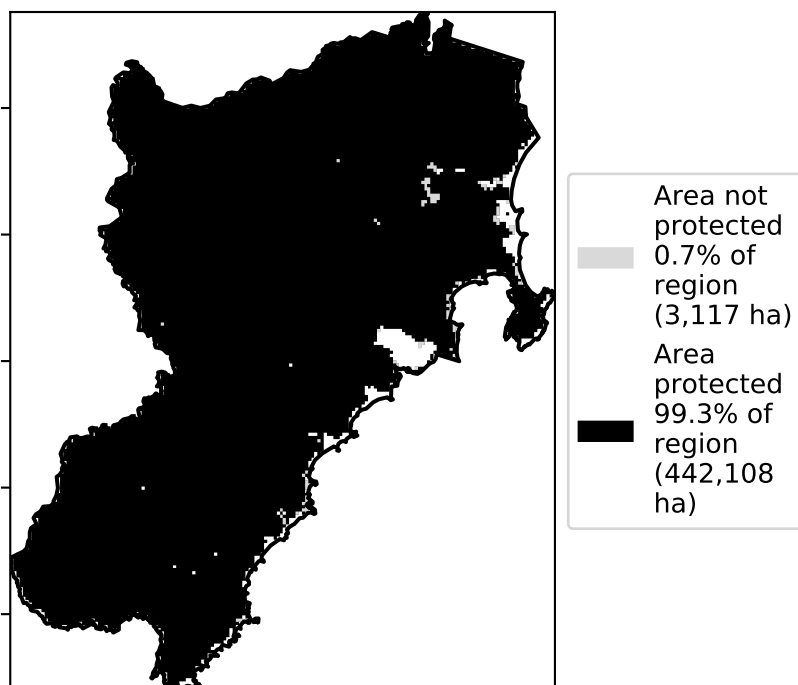 Area not
protected
0.7% of
region
(3,117 ha)
Area
protected
99.3% of
region
(442,108
ha)